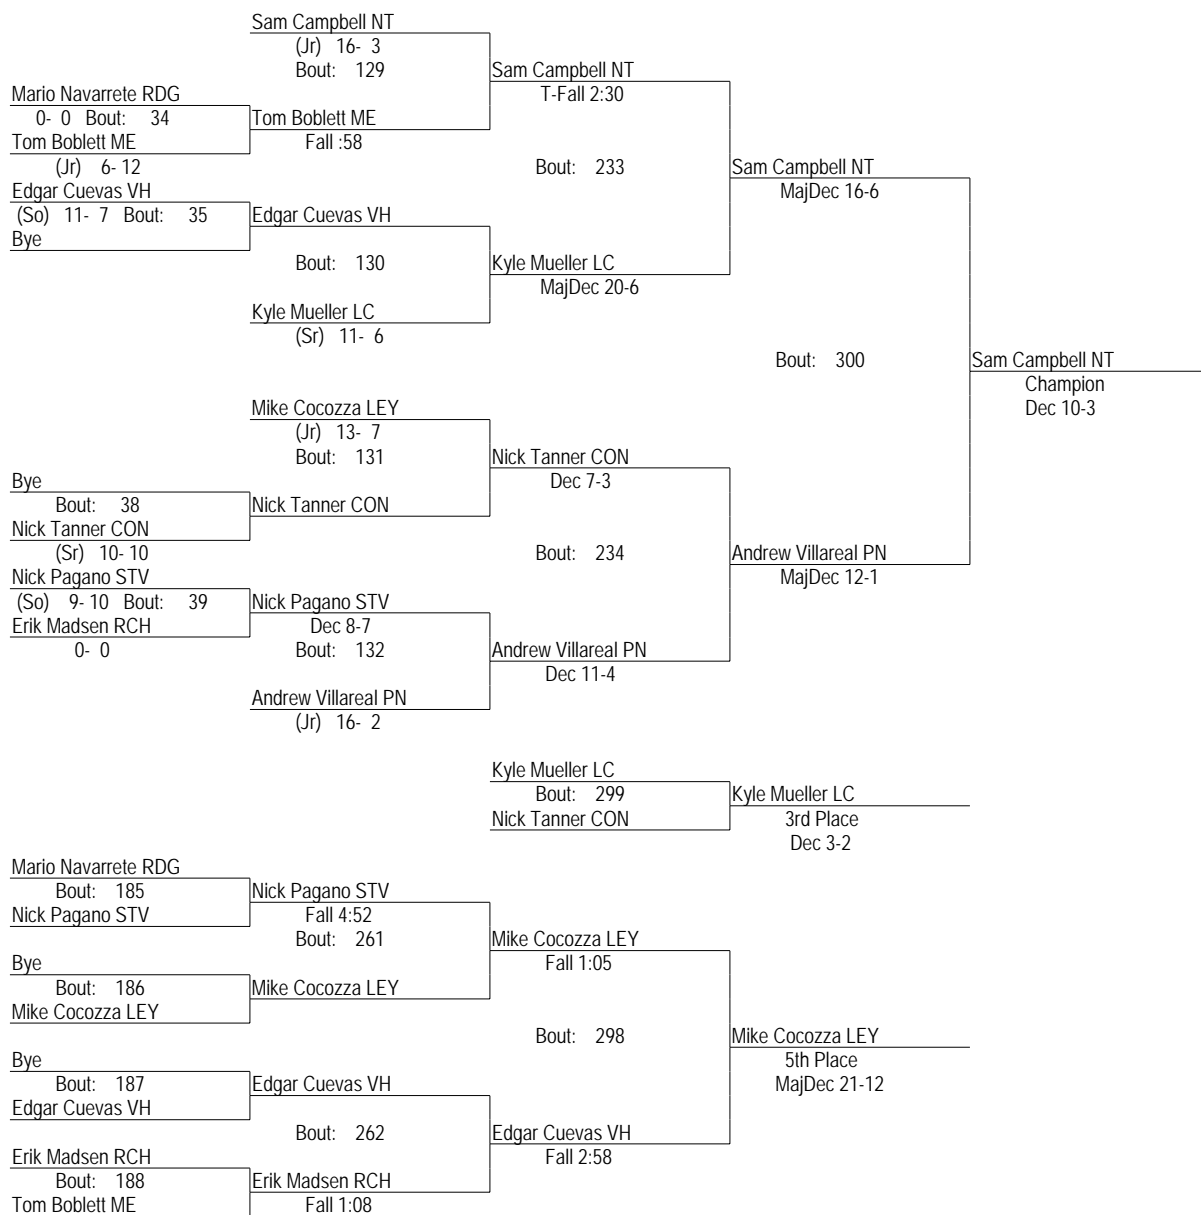 Sam Campbell NT
(Jr) 16- 3
Bout: 129
Sam Campbell NT
T-Fall 2:30
Mario Navarrete RDG
0- 0 Bout: 34
Tom Boblett ME
Fall :58
Tom Boblett ME
(Jr) 6- 12
Bout: 233
Sam Campbell NT
MajDec 16-6
Edgar Cuevas VH
(So) 11- 7 Bout: 35
Edgar Cuevas VH
Bye
Bout: 130
Kyle Mueller LC
MajDec 20-6
Kyle Mueller LC
(Sr) 11- 6
Bout: 300
Sam Campbell NT
Champion
Dec 10-3
Mike Cocozza LEY
(Jr) 13- 7
Bout: 131
Nick Tanner CON
Dec 7-3
Bye
Bout: 38
Nick Tanner CON
Nick Tanner CON
(Sr) 10- 10
Bout: 234
Andrew Villareal PN
MajDec 12-1
Nick Pagano STV
(So) 9- 10 Bout: 39
Nick Pagano STV
Dec 8-7
Erik Madsen RCH
0- 0
Bout: 132
Andrew Villareal PN
Dec 11-4
Andrew Villareal PN
(Jr) 16- 2
Kyle Mueller LC
Bout: 299
Kyle Mueller LC
Nick Tanner CON
3rd Place
Dec 3-2
Mario Navarrete RDG
Bout: 185
Nick Pagano STV
Nick Pagano STV
Fall 4:52
Bout: 261
Mike Cocozza LEY
Fall 1:05
Bye
Bout: 186
Mike Cocozza LEY
Mike Cocozza LEY
Bout: 298
Mike Cocozza LEY
5th Place
MajDec 21-12
Bye
Bout: 187
Edgar Cuevas VH
Edgar Cuevas VH
Bout: 262
Edgar Cuevas VH
Fall 2:58
Erik Madsen RCH
Bout: 188
Erik Madsen RCH
Tom Boblett ME
Fall 1:08